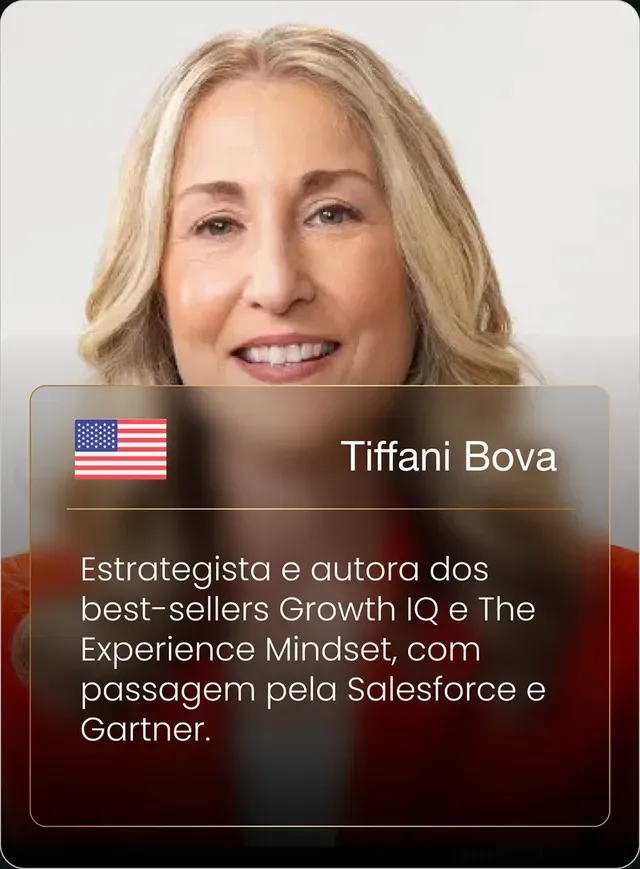 Tiffani Bova
Estrategista e autora dos
best-sellers Growth IQ e The
Experience Mindset, com
passagem pela Salesforce e
Gartner.